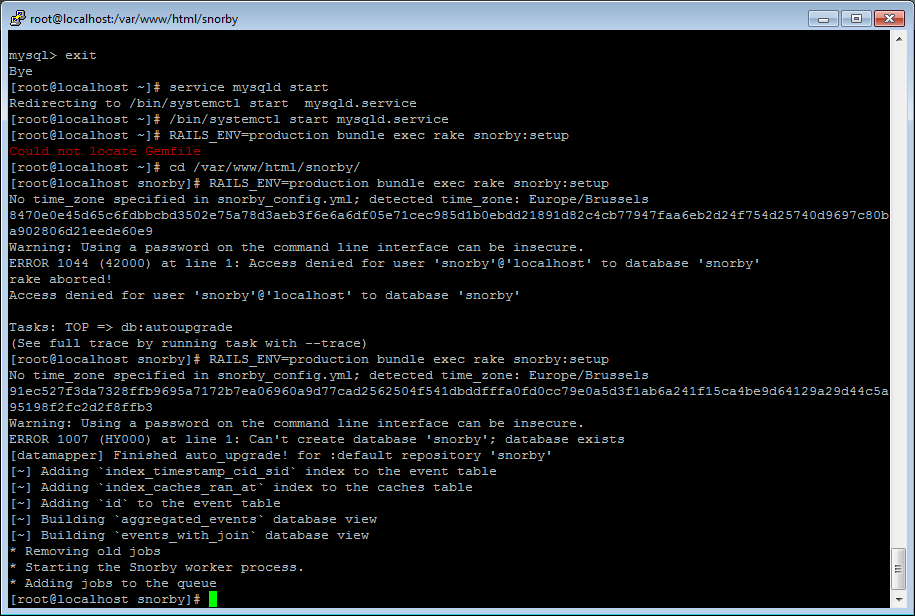 root@localhost:/var/www/html/snorby
mysql> exit
Bye
[root@localhost ~]# service mysqld start
Redirecting to /bin/systemctl start  mysqld.service
[root@localhost ~]# /bin/systemctl start mysqld.service
[root@localhost ~]# RAILS_ENV=production bundle exec rake snorby:setup
Could not locate Gemfile
[root@localhost ~]# cd /var/www/html/snorby/
[root@localhost snorby]# RAILS_ENV=production bundle exec rake snorby:setup
No time_zone specified in snorby_config.yml; detected time_zone: Europe/Brussels
8470e0e45d65c6fdbbcbd3502e75a78d3aeb3f6e6a6df05e71cec985d1b0ebdd21891d82c4cb77947faa6eb2d24f754d25740d9697c80b
a902806d21eede60e9
Warning: Using a password on the command line interface can be insecure.
ERROR 1044 (42000) at line 1: Access denied for user 'snorby'@'localhost' to database 'snorby'
rake aborted!
Access denied for user 'snorby'@'localhost' to database 'snorby'
Tasks: TOP => db:autoupgrade
(See full trace by running task with --trace)
[root@localhost snorby]# RAILS_ENV=production bundle exec rake snorby:setup
No time_zone specified in snorby_config.yml; detected time_zone: Europe/Brussels
91ec527f3da7328ffb9695a7172b7ea06960a9d77cad2562504f541dbddfffa0fd0cc79e0a5d3f1ab6a241f15ca4be9d64129a29d44c5a
95198f2fc2d2f8ffb3
Warning: Using a password on the command line interface can be insecure.
ERROR 1007 (HY000) at line 1: Can't create database 'snorby'; database exists
[datamapper] Finished auto_upgrade! for :default repository 'snorby'
[~] Adding `index_timestamp_cid_sid` index to the event table
[~] Adding `index_caches_ran_at` index to the caches table
[~] Adding `id` to the event table
[~] Building `aggregated_events` database view
[~] Building `events_with_join` database view
* Removing old jobs
* Starting the Snorby worker process.
* Adding jobs to the queue
[root@localhost snorby]#